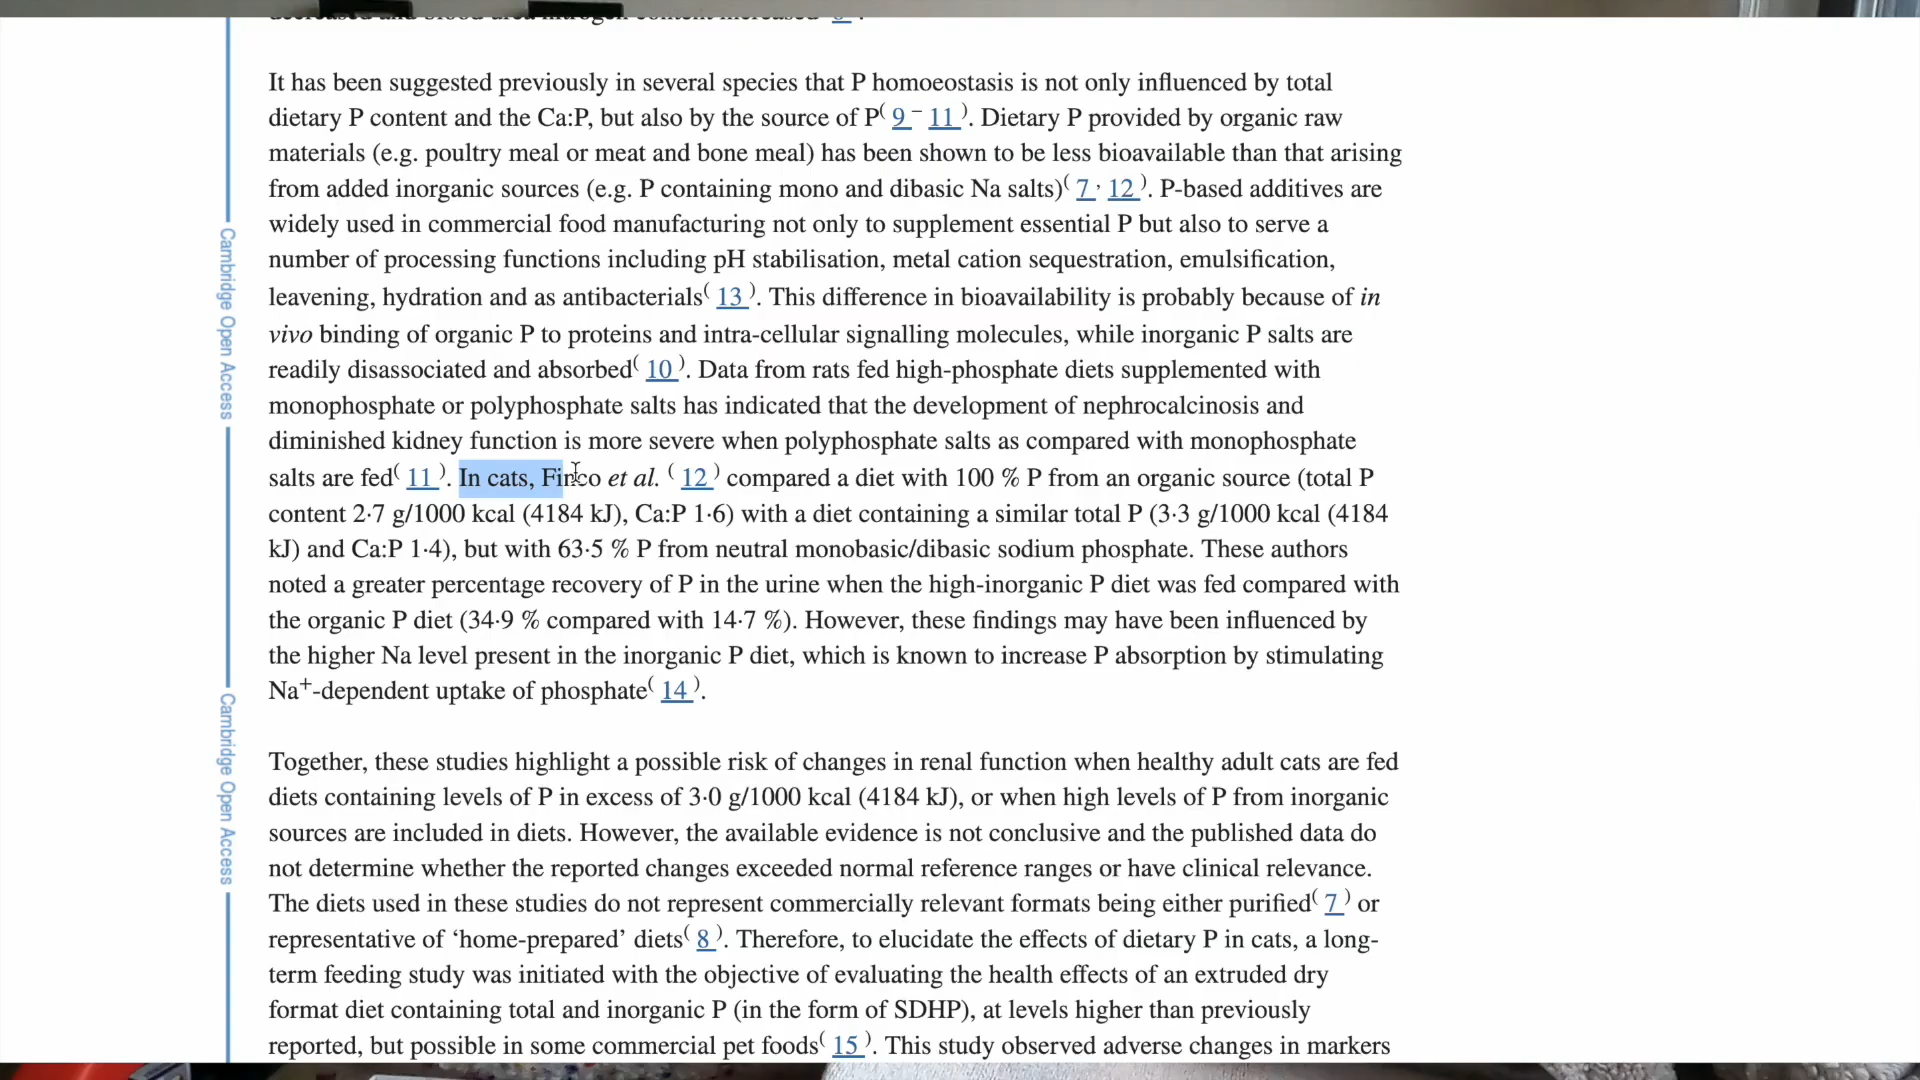 decreased and blood urea nitrogen content increased( 8 ).
It has been suggested previously in several species that P homoeostasis is not only influenced by total
dietary P content and the Ca:P, but also by the source of P( 9 – 11 ). Dietary P provided by organic raw
materials (e.g. poultry meal or meat and bone meal) has been shown to be less bioavailable than that arising
from added inorganic sources (e.g. P containing mono and dibasic Na salts)( 7 , 12 ). P-based additives are
widely used in commercial food manufacturing not only to supplement essential P but also to serve a
number of processing functions including pH stabilisation, metal cation sequestration, emulsification,
leavening, hydration and as antibacterials( 13 ). This difference in bioavailability is probably because of in
vivo binding of organic P to proteins and intra-cellular signalling molecules, while inorganic P salts are
readily disassociated and absorbed( 10 ). Data from rats fed high-phosphate diets supplemented with
monophosphate or polyphosphate salts has indicated that the development of nephrocalcinosis and
diminished kidney function is more severe when polyphosphate salts as compared with monophosphate
salts are fed( 11 ). In cats, Finco et al. ( 12 ) compared a diet with 100 % P from an organic source (total P
content 2·7 g/1000 kcal (4184 kJ), Ca:P 1·6) with a diet containing a similar total P (3·3 g/1000 kcal (4184
kJ) and Ca:P 1·4), but with 63·5 % P from neutral monobasic/dibasic sodium phosphate. These authors
noted a greater percentage recovery of P in the urine when the high-inorganic P diet was fed compared with
the organic P diet (34·9 % compared with 14·7 %). However, these findings may have been influenced by
the higher Na level present in the inorganic P diet, which is known to increase P absorption by stimulating
Na+-dependent uptake of phosphate( 14 ).
Together, these studies highlight a possible risk of changes in renal function when healthy adult cats are fed
diets containing levels of P in excess of 3·0 g/1000 kcal (4184 kJ), or when high levels of P from inorganic
sources are included in diets. However, the available evidence is not conclusive and the published data do
not determine whether the reported changes exceeded normal reference ranges or have clinical relevance.
The diets used in these studies do not represent commercially relevant formats being either purified( 7 ) or
representative of ‘home-prepared’ diets( 8 ). Therefore, to elucidate the effects of dietary P in cats, a long-
term feeding study was initiated with the objective of evaluating the health effects of an extruded dry
format diet containing total and inorganic P (in the form of SDHP), at levels higher than previously
reported, but possible in some commercial pet foods( 15 ). This study observed adverse changes in markers
Cambridge Open Access
Cambridge Open Access